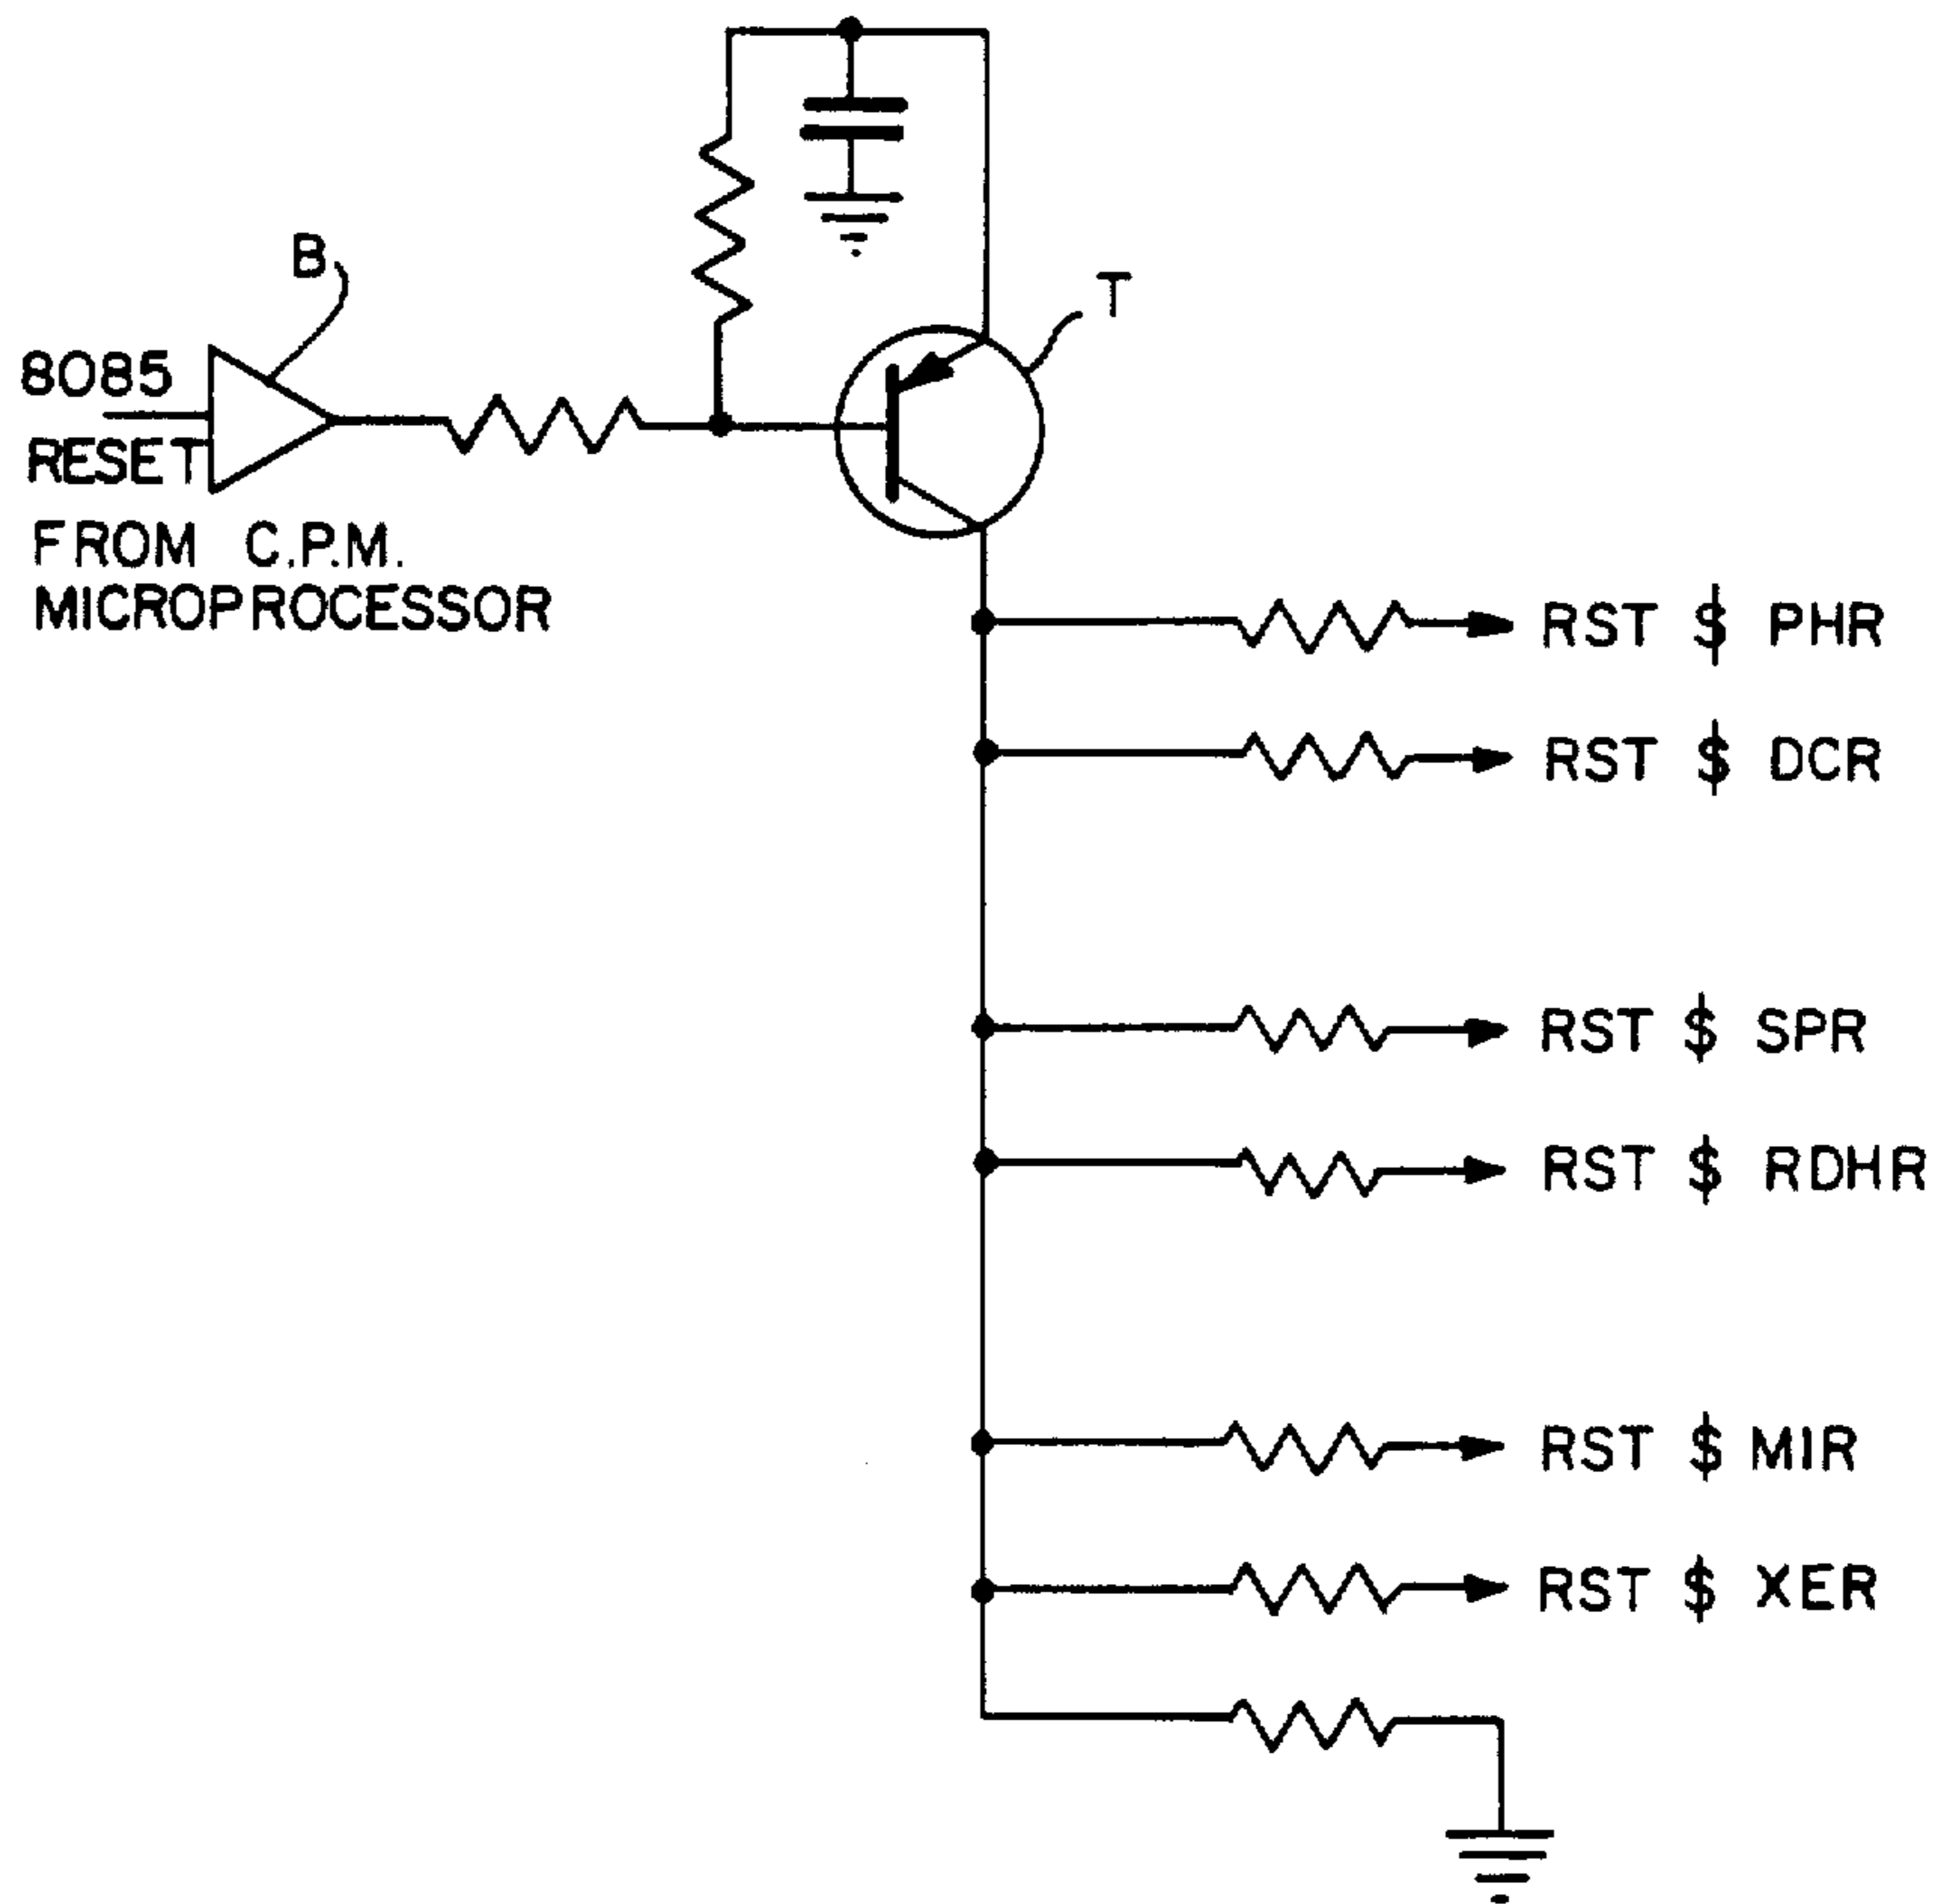 B
T
8085
RESET
FROM C.P.M.
MICROPROCESSOR
RST $ PHR
RST $ DCR
RST $ SPR
RST $ RDHR
RST $ MIR
RST $ XER